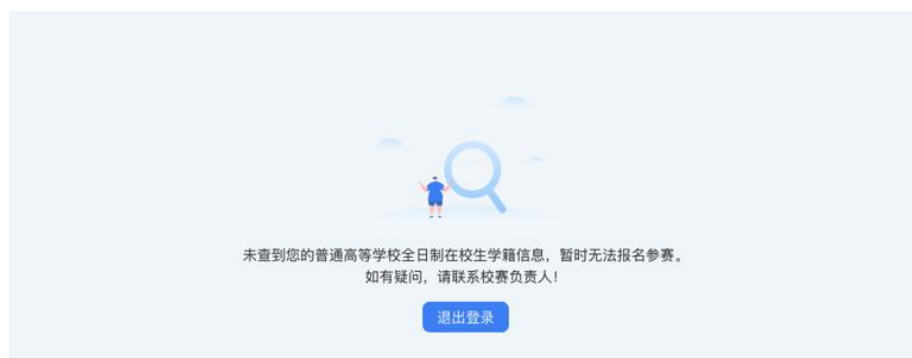 未查到您的普通高等学校全日制在校生学籍信息，暂时无法报名参赛。
如有疑问，请联系校赛负责人！
退出登录